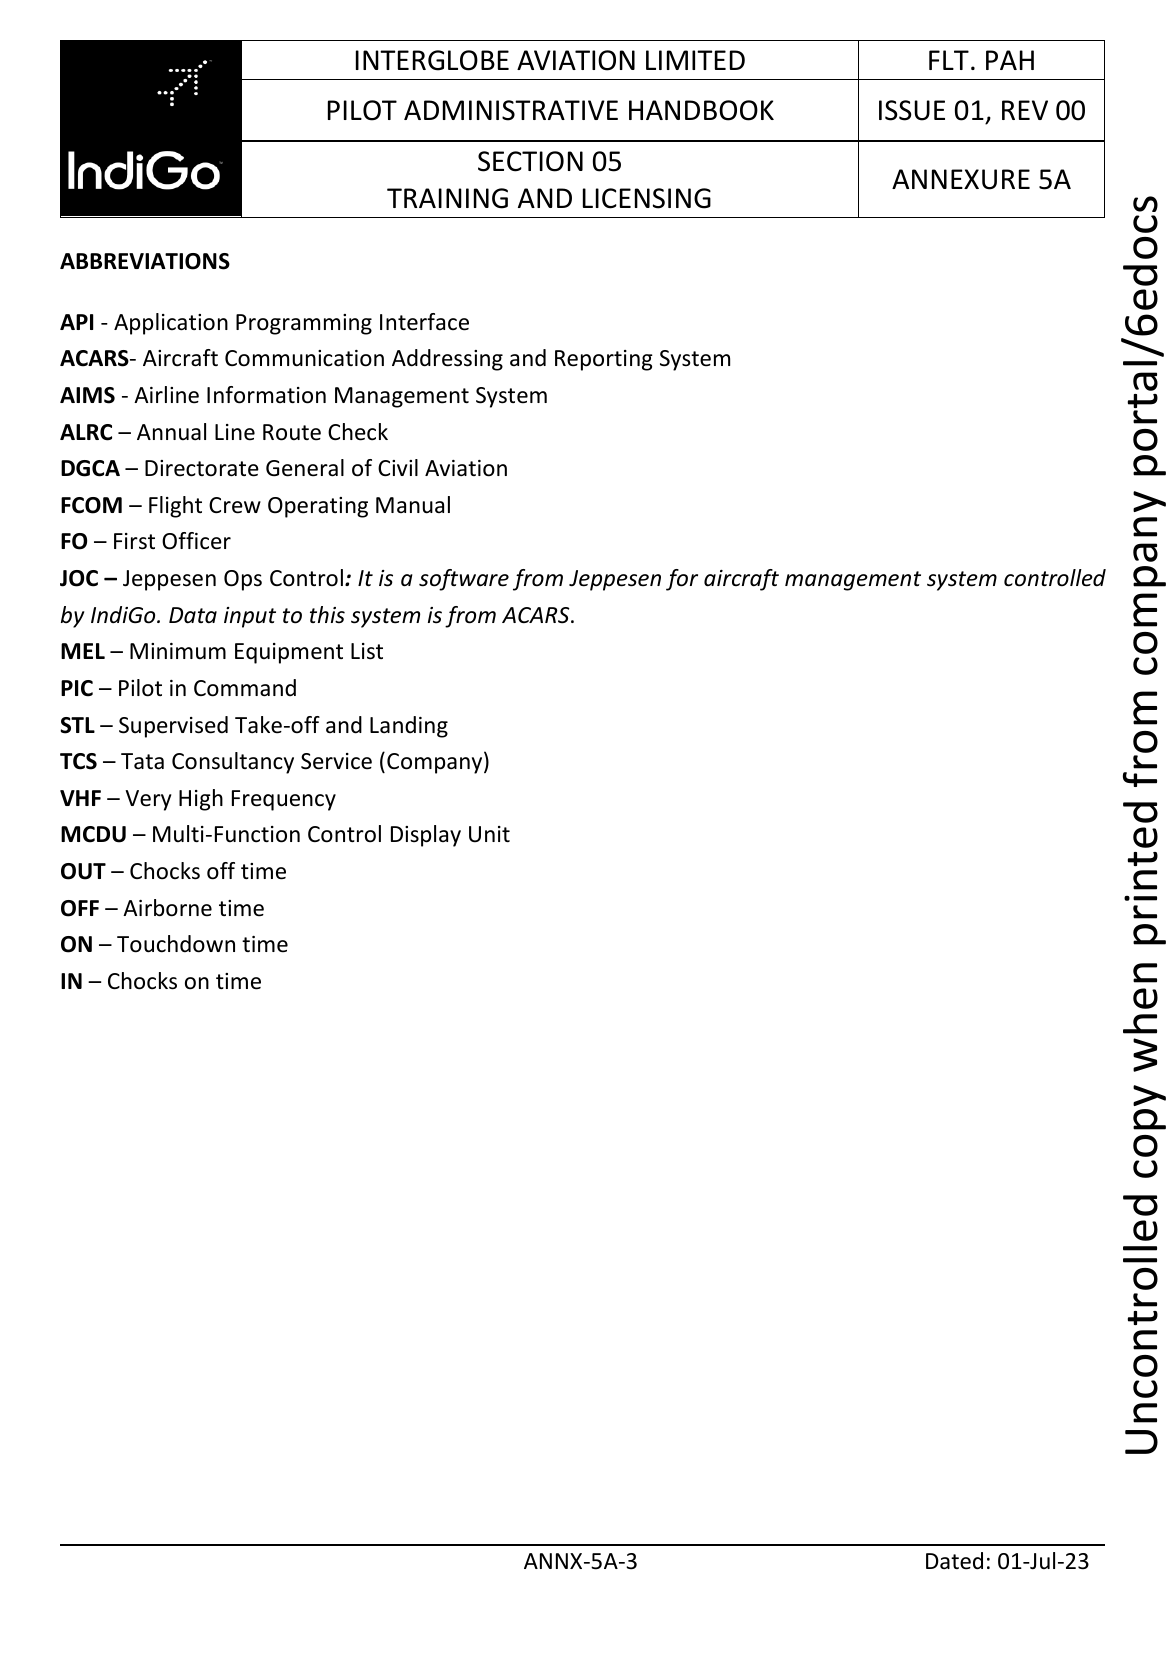 IndiGo
INTERGLOBE AVIATION LIMITED
FLT. PAH
PILOT ADMINISTRATIVE HANDBOOK
ISSUE 01, REV 00
SECTION 05
TRAINING AND LICENSING
ANNEXURE 5A
ABBREVIATIONS
API - Application Programming Interface
ACARS- Aircraft Communication Addressing and Reporting System
AIMS - Airline Information Management System
ALRC – Annual Line Route Check
DGCA – Directorate General of Civil Aviation
FCOM – Flight Crew Operating Manual
FO – First Officer
JOC – Jeppesen Ops Control: It is a software from Jeppesen for aircraft management system controlled
by IndiGo. Data input to this system is from ACARS.
MEL – Minimum Equipment List
PIC – Pilot in Command
STL – Supervised Take-off and Landing
TCS – Tata Consultancy Service (Company)
VHF – Very High Frequency
MCDU – Multi-Function Control Display Unit
OUT – Chocks off time
OFF – Airborne time
ON – Touchdown time
IN – Chocks on time
ANNX-5A-3
Dated: 01-Jul-23
Uncontrolled copy when printed from company portal/6edocs